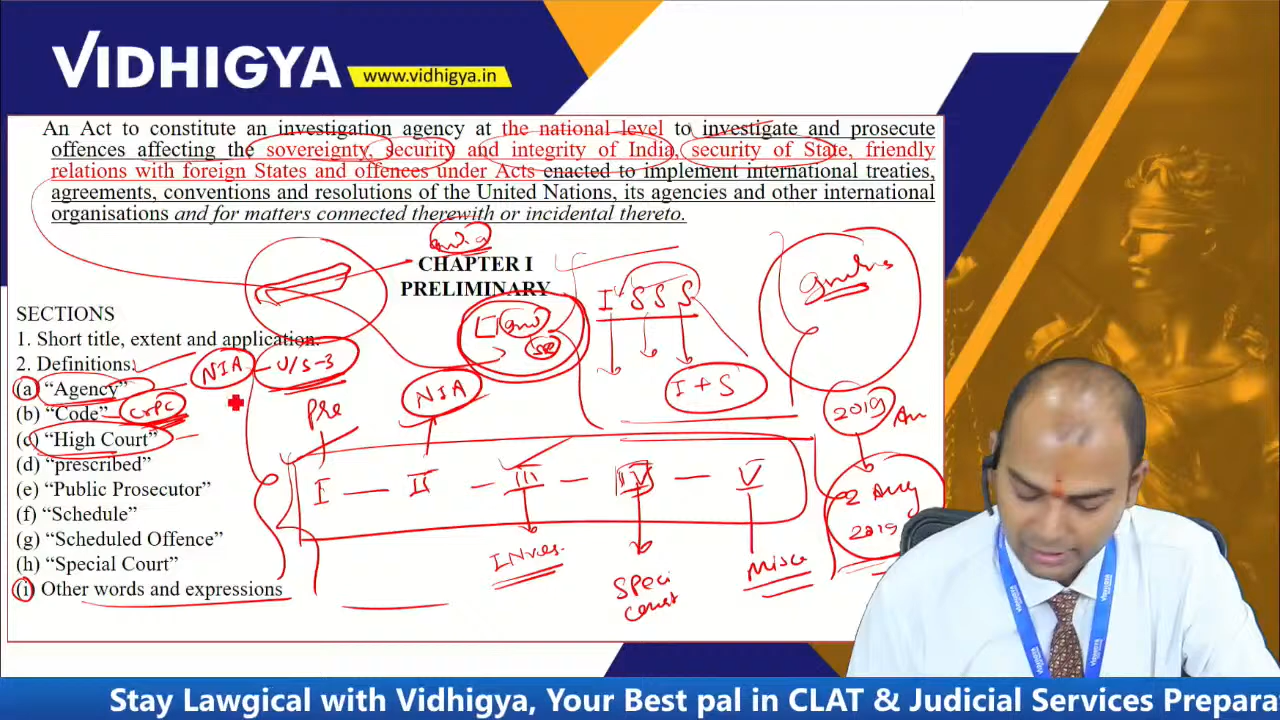 VIDHIGYA
www.vidhigya.in
An Act to constitute an investigation agency at the national level to investigate and prosecute
offences affecting the sovereignty, security and integrity of India, security of State, friendly
relations with foreign States and offences under Acts enacted to implement international treaties,
agreements, conventions and resolutions of the United Nations, its agencies and other international
organisations and for matters connected therewith or incidental thereto.
CHAPTER I
PRELIMINARY
I S S S
I + S
SECTIONS
1. Short title, extent and application.
2. Definitions.
NIA U/S-3
(a) "Agency"
(b) "Code" CrPC
(c) "High Court"
(d) "prescribed"
(e) "Public Prosecutor"
(f) "Schedule"
(g) "Scheduled Offence"
(h) "Special Court"
(i) Other words and expressions
Pre
NIA
2019
I — II — III — IV — V
2 Aug
2019
INves.
Speci
Court
Misce
VIDHIGYA
Stay Lawgical with Vidhigya, Your Best pal in CLAT & Judicial Services Prepara